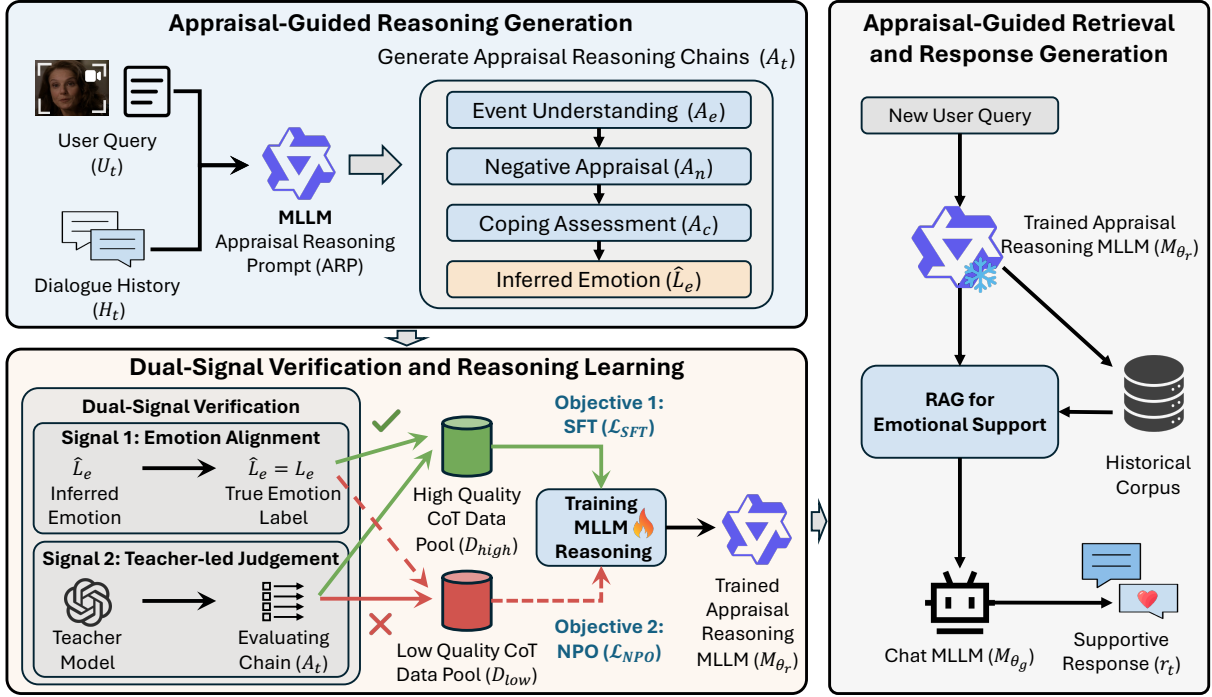 Appraisal-Guided Reasoning Generation
User Query
(U_t)
Dialogue History
(H_t)
MLLM
Appraisal Reasoning
Prompt (ARP)
Generate Appraisal Reasoning Chains (A_t)
Event Understanding (A_e)
Negative Appraisal (A_n)
Coping Assessment (A_c)
Inferred Emotion (L̂_e)
Dual-Signal Verification and Reasoning Learning
Dual-Signal Verification
Signal 1: Emotion Alignment
L̂_e
Inferred
Emotion
L̂_e = L_e
True Emotion
Label
Signal 2: Teacher-led Judgement
Teacher
Model
Evaluating
Chain (A_t)
High Quality
CoT Data
Pool (D_high)
Low Quality CoT
Data Pool (D_low)
Objective 1:
SFT (ℒ_SFT)
Training
MLLM
Reasoning
Objective 2:
NPO (ℒ_NPO)
Trained
Appraisal
Reasoning
MLLM (M_θ_r)
Appraisal-Guided Retrieval
and Response Generation
New User Query
Trained Appraisal
Reasoning MLLM (M_θ_r)
RAG for
Emotional Support
Historical
Corpus
Chat MLLM (M_θ_g)
Supportive
Response (r_t)